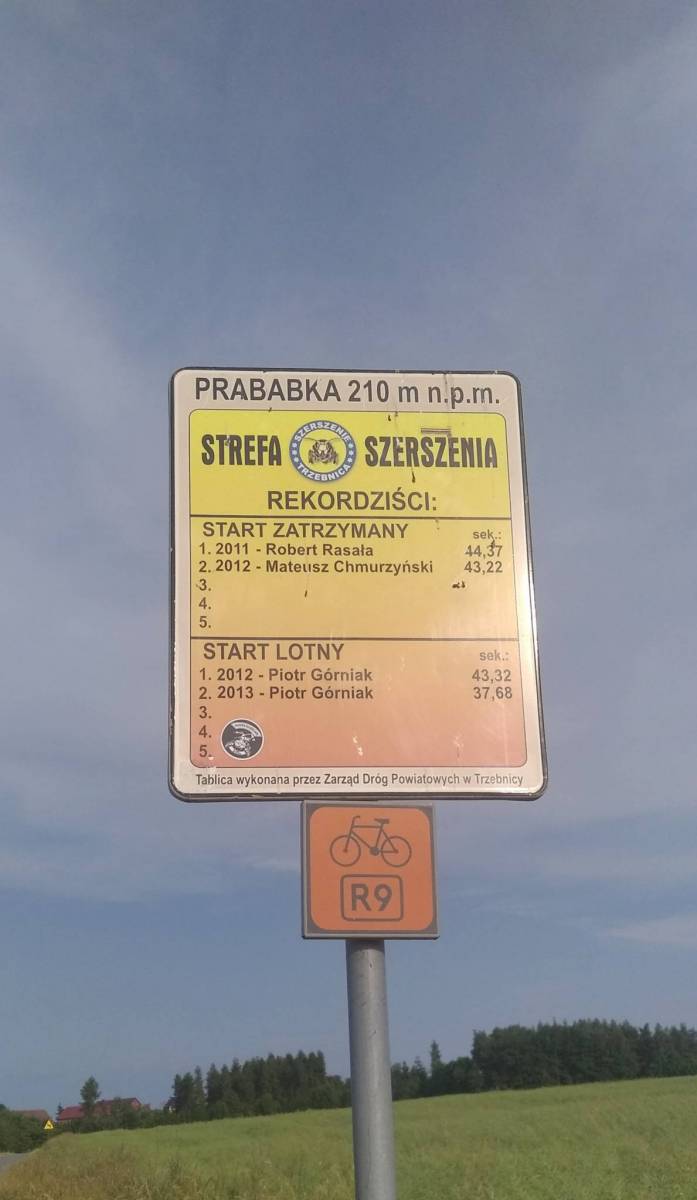 PRABABKA 210 m n.p.m.
STREFA SZERSZENIA
SZERSZENIE
TRZEBNICA
REKORDZIŚCI:
START ZATRZYMANY sek.:
1. 2011 - Robert Rasała 44,37
2. 2012 - Mateusz Chmurzyński 43,22
3.
4.
5.
START LOTNY sek.:
1. 2012 - Piotr Górniak 43,32
2. 2013 - Piotr Górniak 37,68
3.
4.
5.
Tablica wykonana przez Zarząd Dróg Powiatowych w Trzebnicy
R9